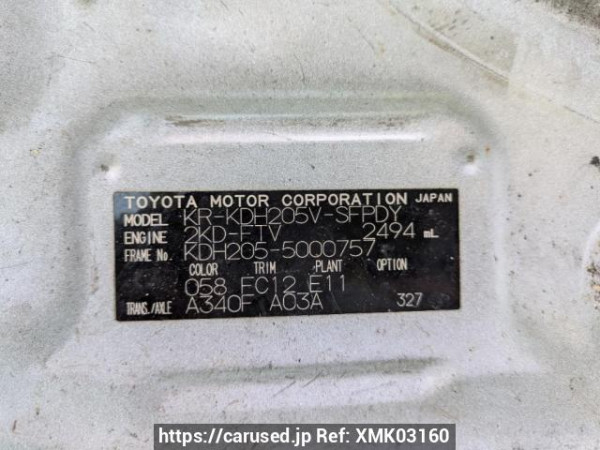 TOYOTA MOTOR CORPORATION JAPAN
MODEL KR-KDH205V-SFPDY
ENGINE 2KD-FTV 2494 mL
FRAME No. KDH205-5000757
COLOR TRIM PLANT OPTION
058 FC12 E11
TRANS./AXLE A340F A03A 327
https://carused.jp Ref: XMK03160